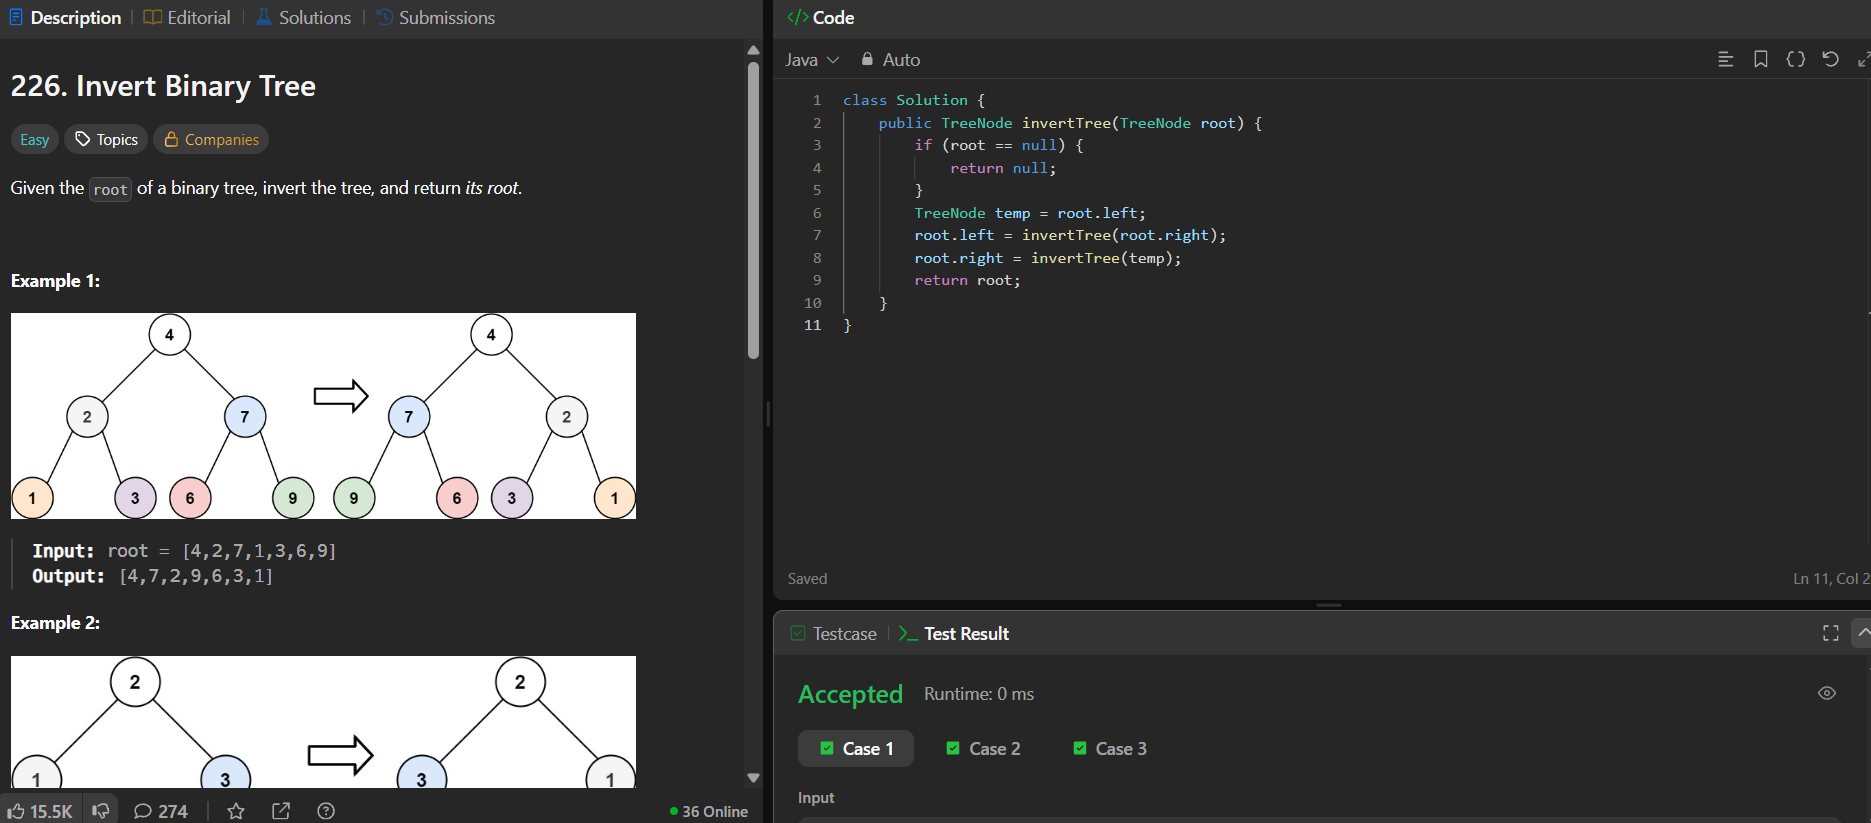 Description | Editorial | Solutions | Submissions
226. Invert Binary Tree
Easy Topics Companies
Given the root of a binary tree, invert the tree, and return its root.
Example 1:
4 4
2 7 7 2
1 3 6 9 9 6 3 1
Input: root = [4,2,7,1,3,6,9]
Output: [4,7,2,9,6,3,1]
Example 2:
2 2
1 3 3 1
15.5K 274 36 Online
</> Code
Java Auto
1 class Solution {
2 public TreeNode invertTree(TreeNode root) {
3 if (root == null) {
4 return null;
5 }
6 TreeNode temp = root.left;
7 root.left = invertTree(root.right);
8 root.right = invertTree(temp);
9 return root;
10 }
11 }
Saved Ln 11, Col 2
Testcase | >_ Test Result
Accepted Runtime: 0 ms
Case 1 Case 2 Case 3
Input